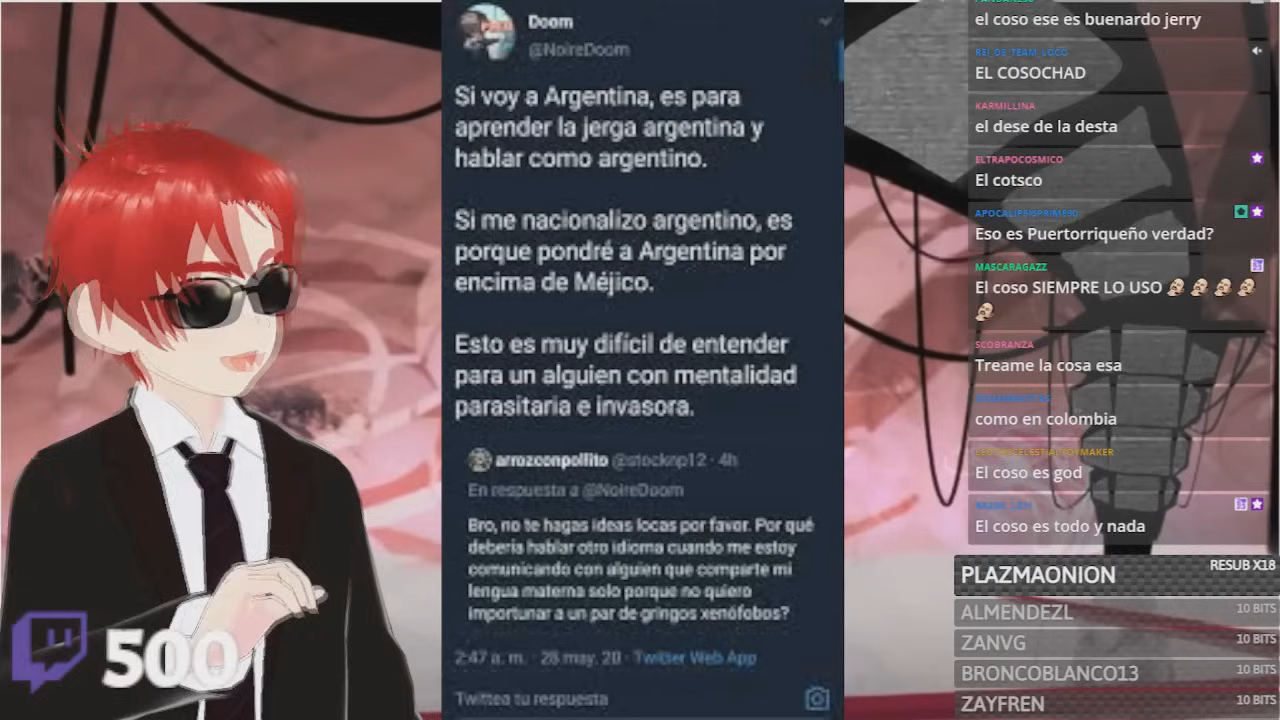 Doom
@NoireDoom
Si voy a Argentina, es para
aprender la jerga argentina y
hablar como argentino.
Si me nacionalizo argentino, es
porque pondré a Argentina por
encima de Méjico.
Esto es muy difícil de entender
para un alguien con mentalidad
parasitaria e invasora.
arrozconpollito @stocknp12 · 4h
En respuesta a @NoireDoom
Bro, no te hagas ideas locas por favor. Por qué
debería hablar otro idioma cuando me estoy
comunicando con alguien que comparte mi
lengua materna solo porque no quiero
importunar a un par de gringos xenófobos?
2:47 a. m. · 28 may. 20 · Twitter Web App
Twittea tu respuesta
el coso ese es buenardo jerry
REI_DE_TEAM_LOCO
EL COSOCHAD
KARMILLINA
el dese de la desta
ELTRAPOCOSMICO
El cotsco
APOCALIPSISPRIME90
Eso es Puertorriqueño verdad?
MASCARAGAZZ
El coso SIEMPRE LO USO
SCOBRANZA
Treame la cosa esa
como en colombia
El coso es god
El coso es todo y nada
PLAZMAONION RESUB X18
ALMENDEZL 10 BITS
ZANVG 10 BITS
BRONCOBLANCO13 10 BITS
ZAYFREN 10 BITS
500